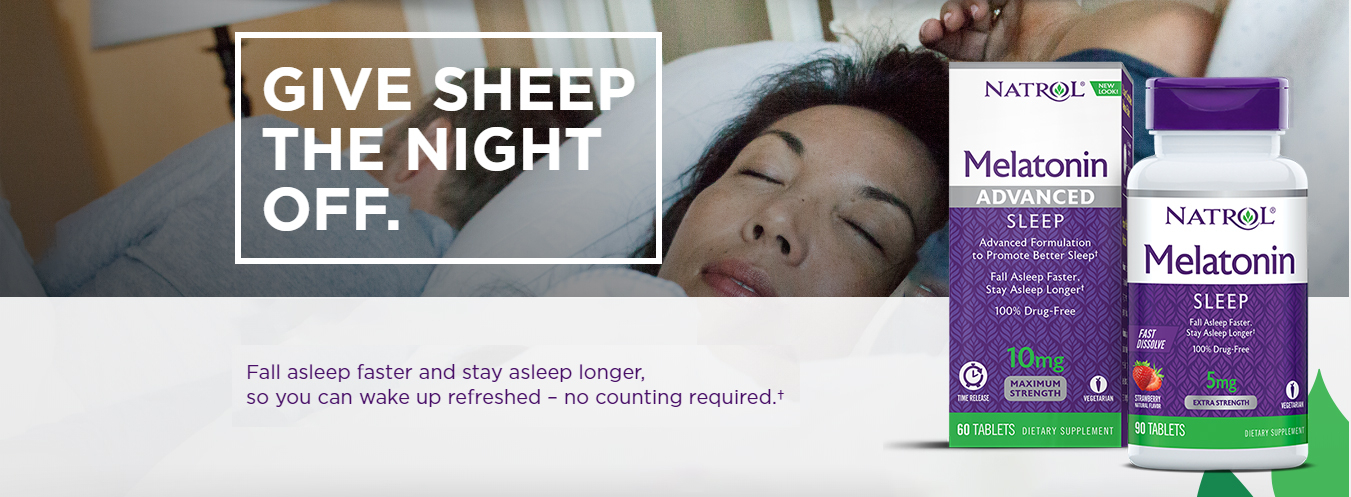 GIVE SHEEP
THE NIGHT
OFF.
Fall asleep faster and stay asleep longer,
so you can wake up refreshed – no counting required.†
NATROL®
NEW
LOOK!
Melatonin
ADVANCED
SLEEP
Advanced Formulation
to Promote Better Sleep†
Fall Asleep Faster,
Stay Asleep Longer†
100% Drug-Free
10mg
MAXIMUM
STRENGTH
TIME RELEASE
VEGETARIAN
60 TABLETS DIETARY SUPPLEMENT
NATROL®
Melatonin
SLEEP
Fall Asleep Faster,
Stay Asleep Longer†
100% Drug-Free
FAST
DISSOLVE
5mg
EXTRA STRENGTH
STRAWBERRY
NATURAL FLAVOR
VEGETARIAN
90 TABLETS DIETARY SUPPLEMENT